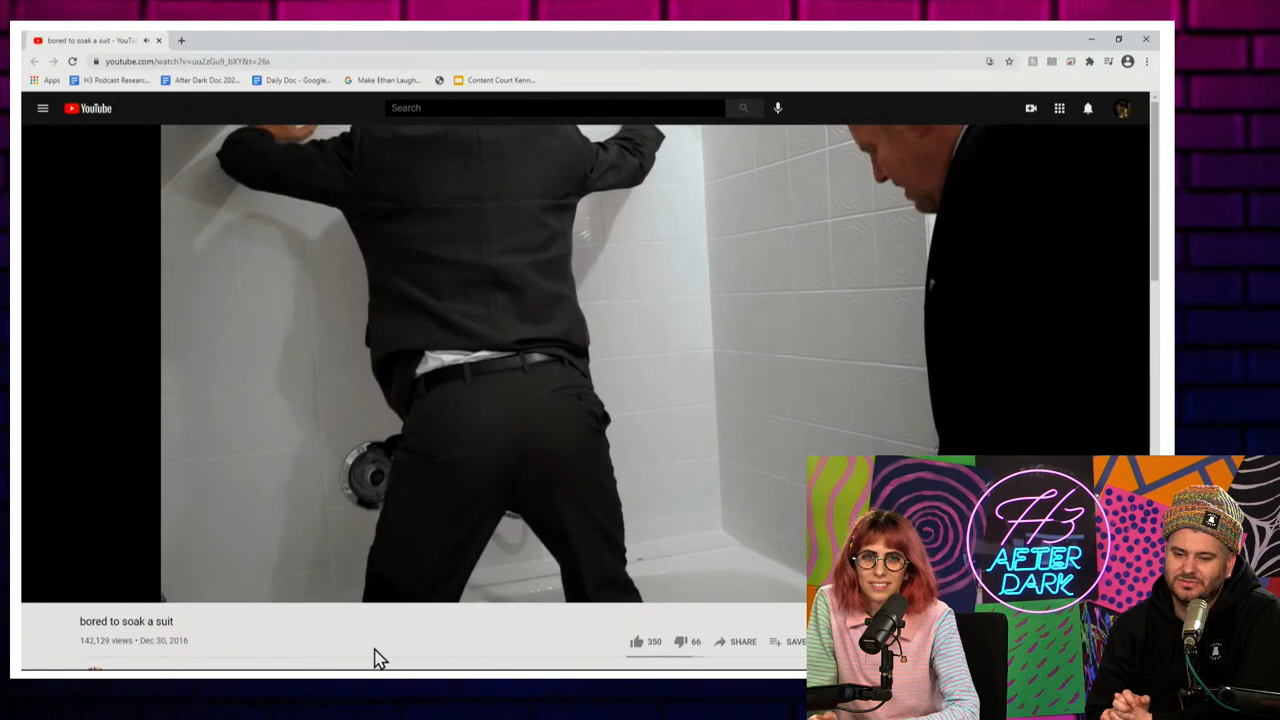 bored to soak a suit - YouTu
youtube.com/watch?v=uu2zGu9_bXY&t=26s
Apps
H3 Podcast Researc...
After Dark Doc 202...
Daily Doc - Google...
Make Ethan Laugh...
Content Court Kenn...
YouTube
Search
H3
AFTER
DARK
bored to soak a suit
142,129 views • Dec 30, 2016
350
66
SHARE
SAVE